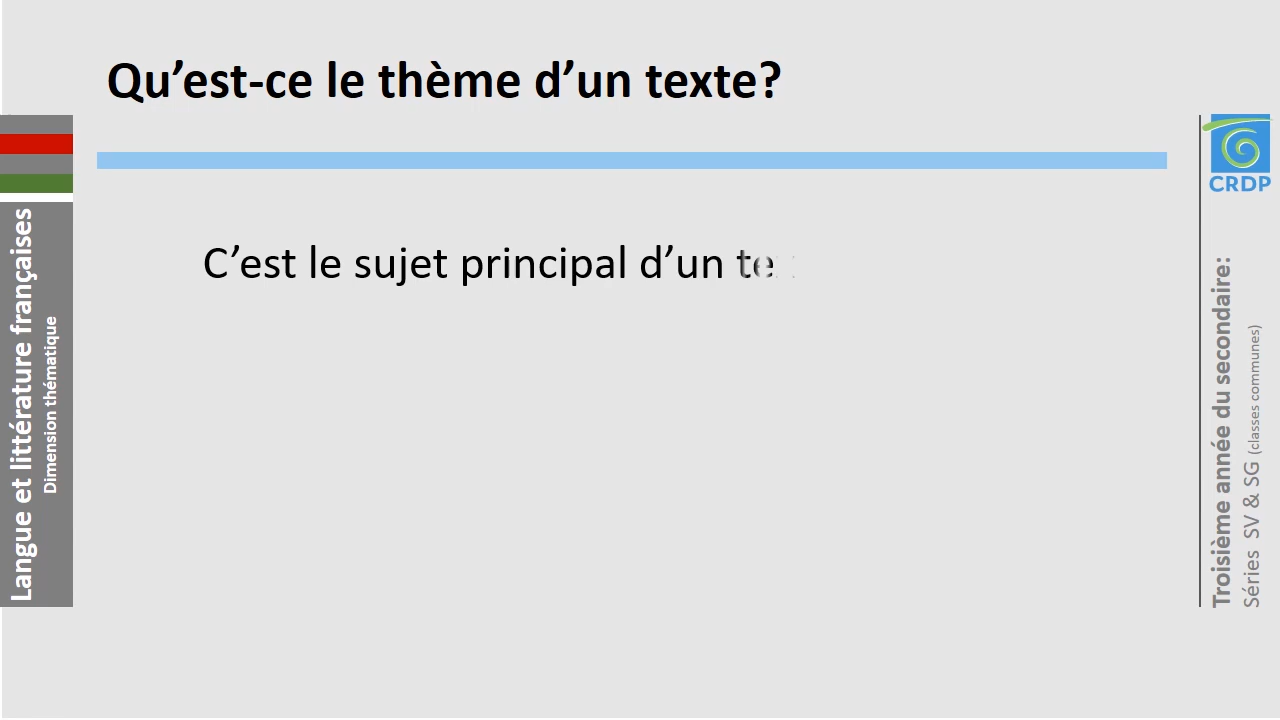 Qu’est-ce le thème d’un texte?
CRDP
C’est le sujet principal d’un
Langue et littérature françaises
Dimension thématique
Troisième année du secondaire:
Séries SV & SG (classes communes)